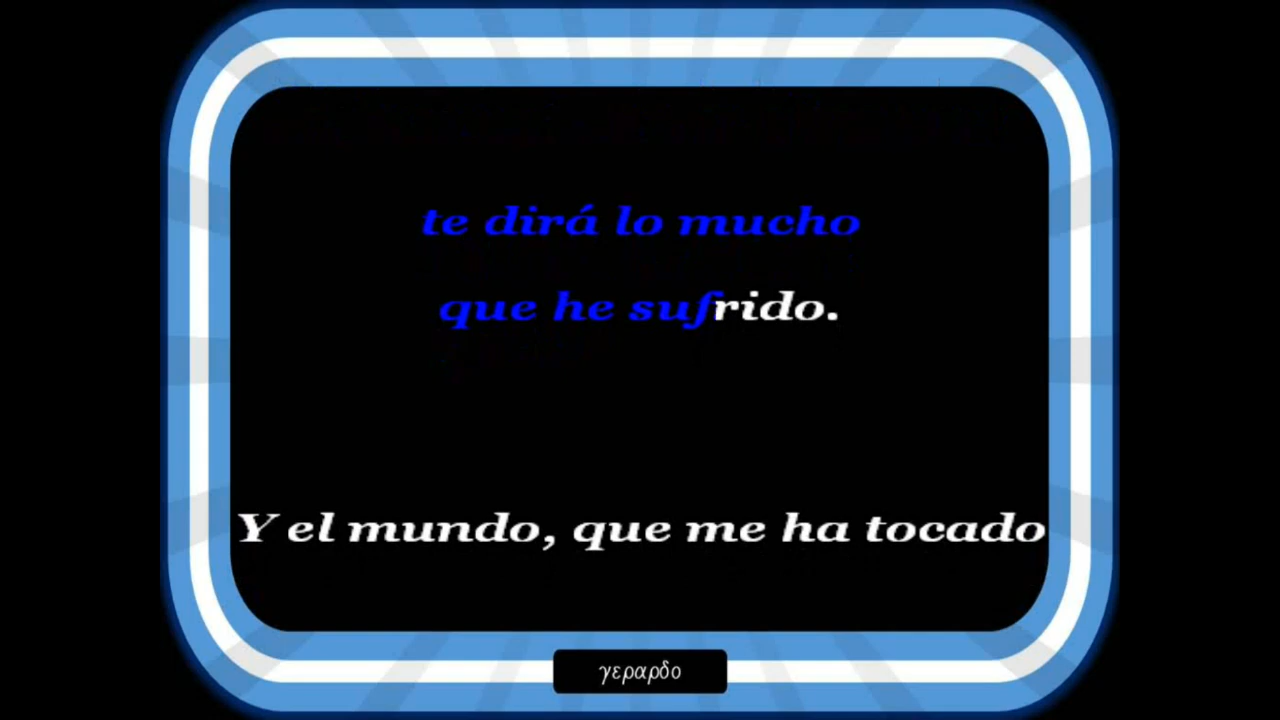 te dirá lo mucho
que he sufrido.
Y el mundo, que me ha tocado
γεραρδο